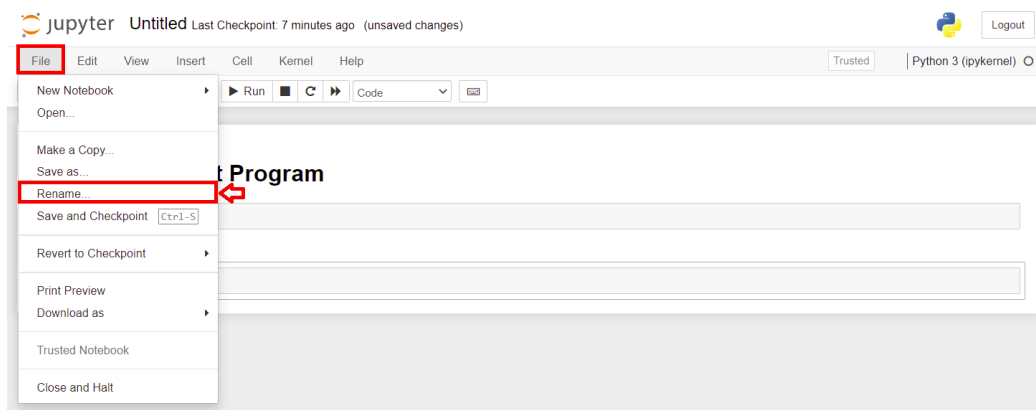 jupyter Untitled Last Checkpoint: 7 minutes ago (unsaved changes) Logout
File Edit View Insert Cell Kernel Help Trusted Python 3 (ipykernel)
New Notebook Run Code
Open...
Make a Copy...
Save as...
t Program
Rename...
Save and Checkpoint Ctrl-S
Revert to Checkpoint
Print Preview
Download as
Trusted Notebook
Close and Halt